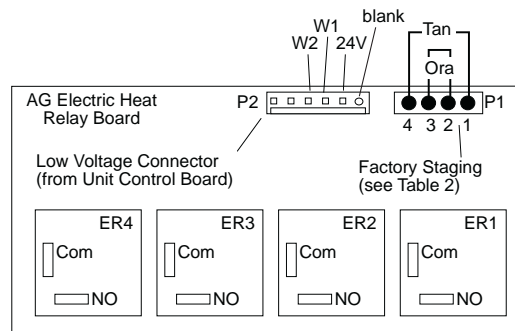 blank
W1
W2
24V
Tan
Ora
AG Electric Heat
Relay Board
P2
P1
4 3 2 1
Low Voltage Connector
(from Unit Control Board)
Factory Staging
(see Table 2)
ER4
Com
NO
ER3
Com
NO
ER2
Com
NO
ER1
Com
NO